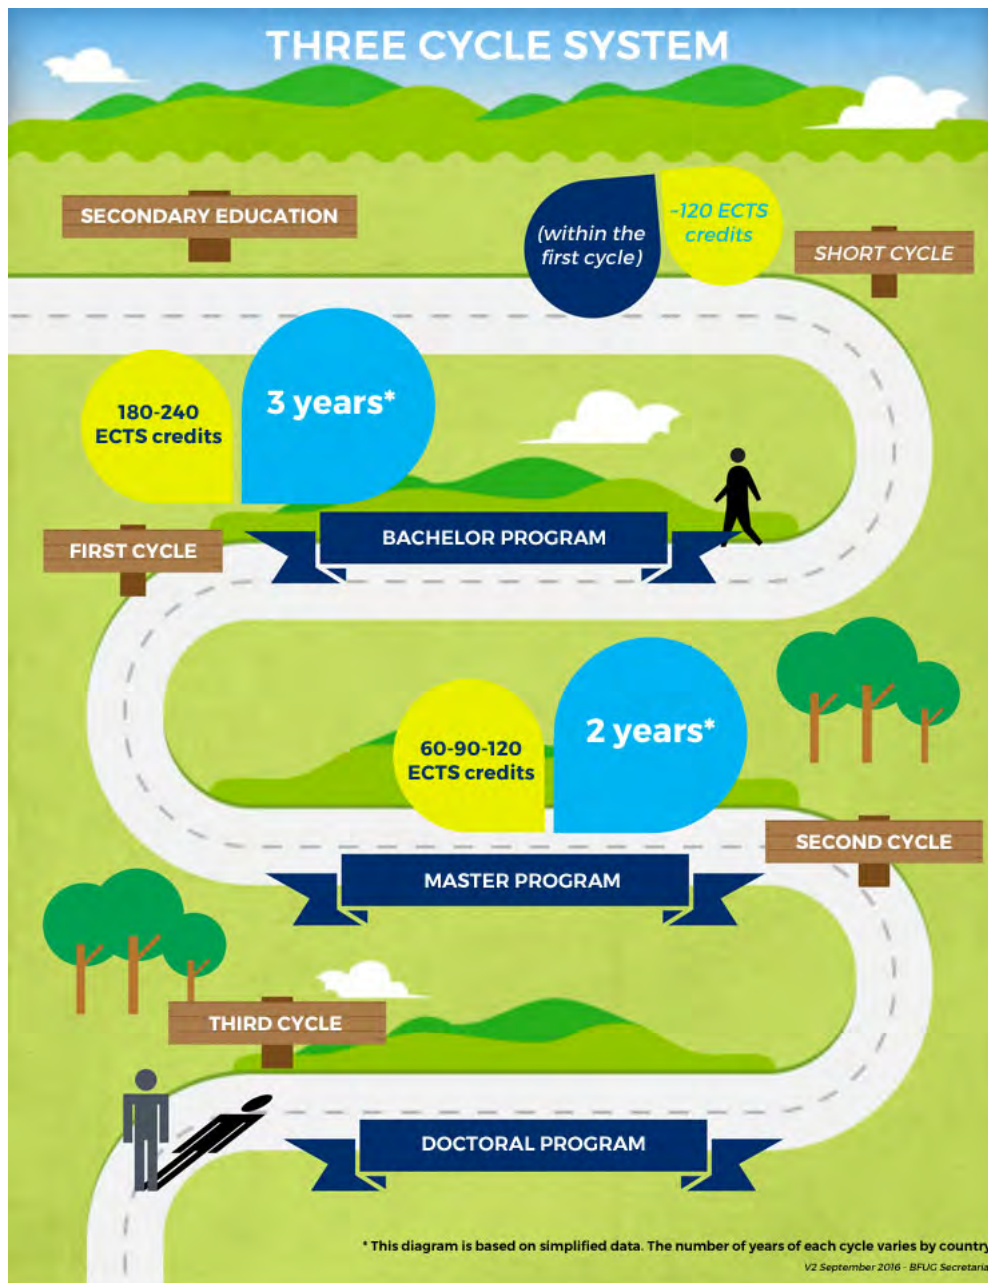 THREE CYCLE SYSTEM
SECONDARY EDUCATION
(within the
first cycle)
~120 ECTS
credits
SHORT CYCLE
180-240
ECTS credits
3 years*
BACHELOR PROGRAM
FIRST CYCLE
60-90-120
ECTS credits
2 years*
SECOND CYCLE
MASTER PROGRAM
THIRD CYCLE
DOCTORAL PROGRAM
* This diagram is based on simplified data. The number of years of each cycle varies by country
V2 September 2016 - BFUG Secretaria